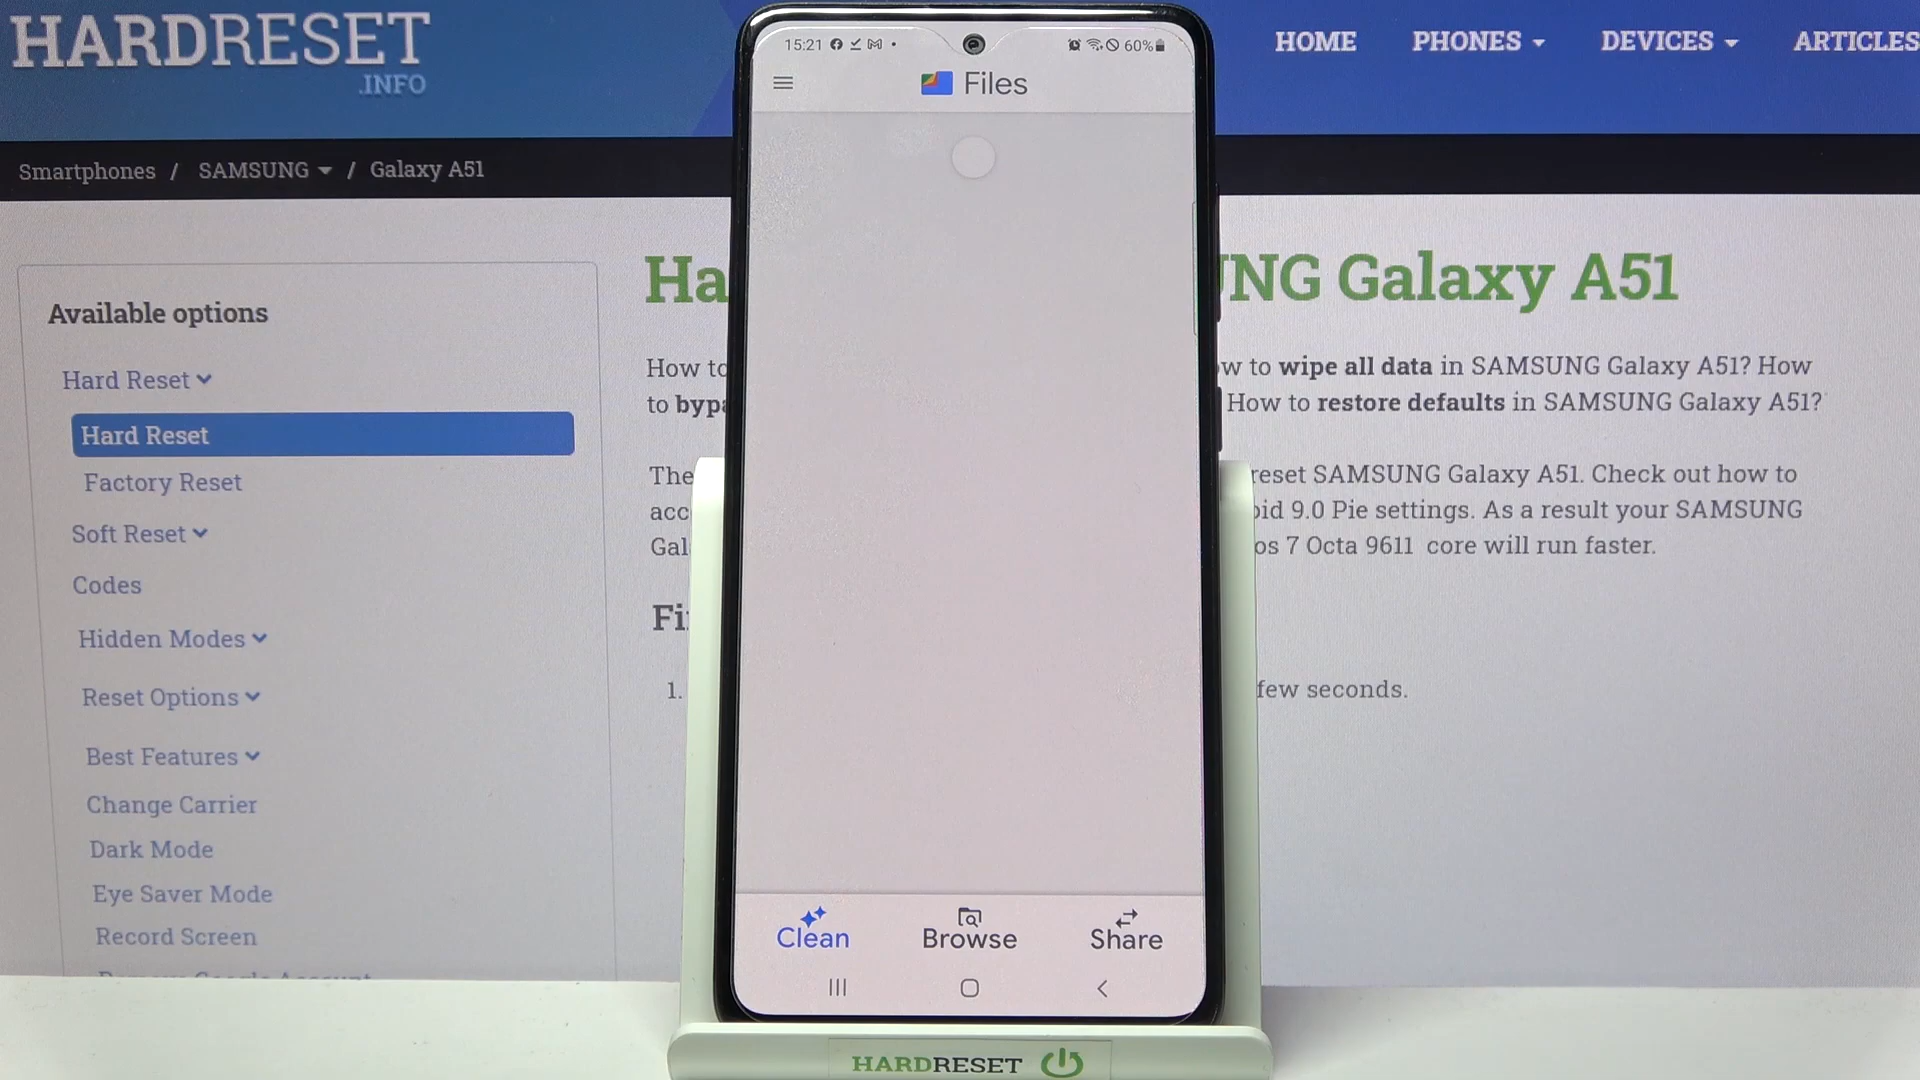 HARDRESET
.INFO
HOME PHONES DEVICES ARTICLES
Smartphones / SAMSUNG / Galaxy A51
15:21 60%
Files
Available options
Hard Reset
Hard Reset
Factory Reset
Soft Reset
Codes
Hidden Modes
Reset Options
Best Features
Change Carrier
Dark Mode
Eye Saver Mode
Record Screen
Ha NG Galaxy A51
How to w to wipe all data in SAMSUNG Galaxy A51? How
to bypa How to restore defaults in SAMSUNG Galaxy A51?
The reset SAMSUNG Galaxy A51. Check out how to
acc id 9.0 Pie settings. As a result your SAMSUNG
Gal os 7 Octa 9611 core will run faster.
Fi
1. few seconds.
Clean Browse Share
HARDRESET